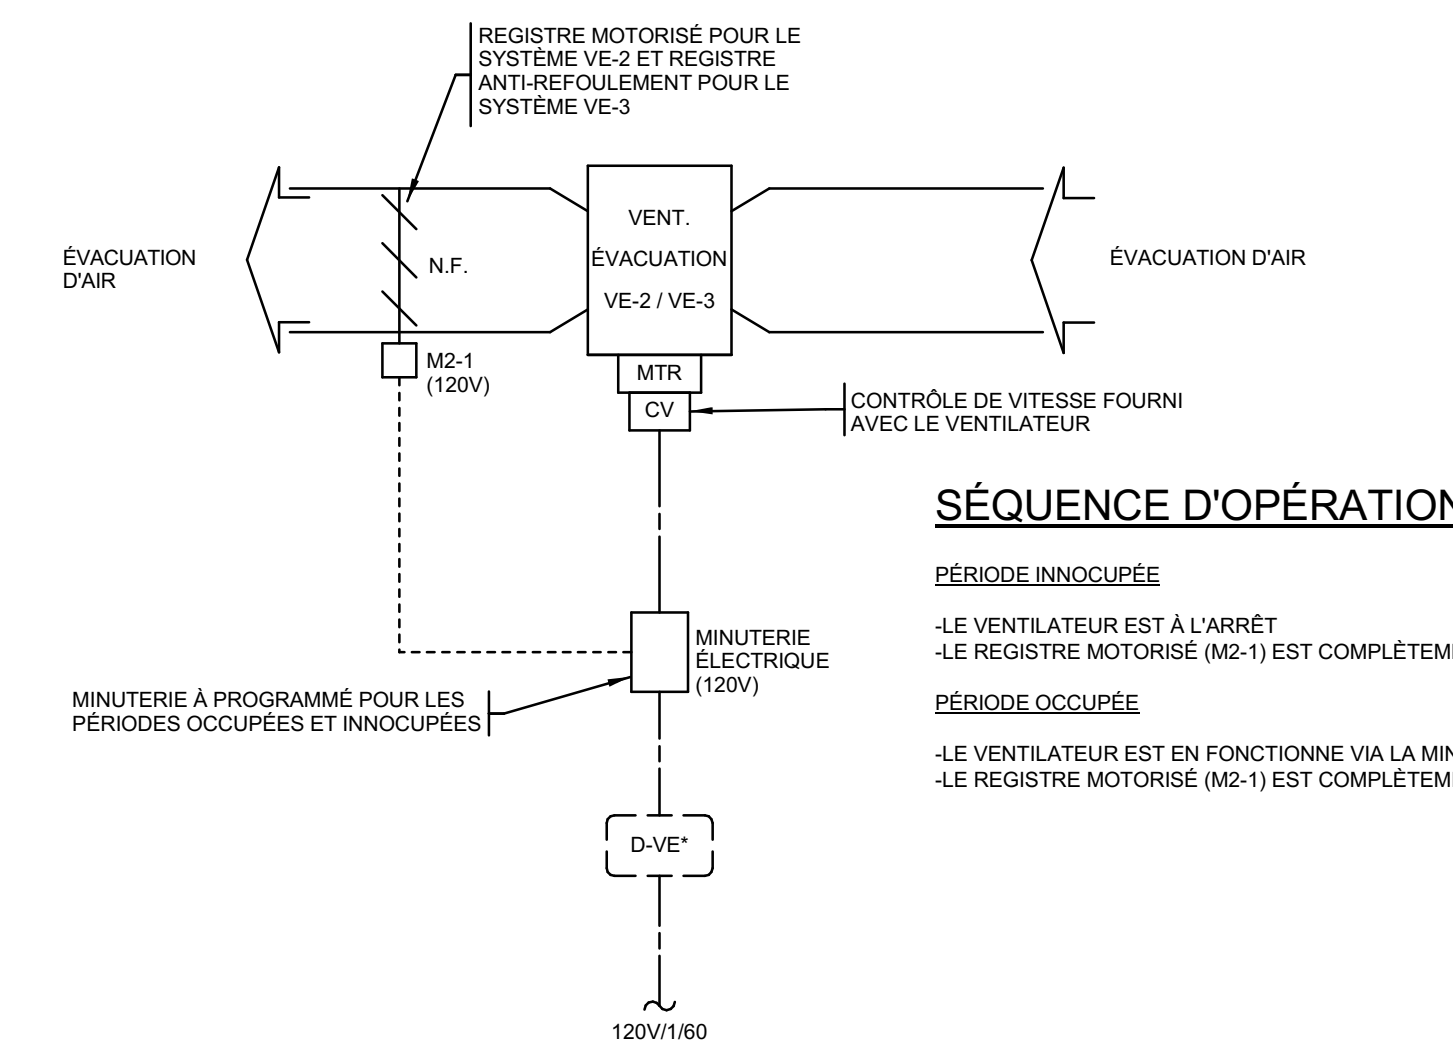 REGISTRE MOTORISÉ POUR LE
SYSTÈME VE-2 ET REGISTRE
ANTI-REFOULEMENT POUR LE
SYSTÈME VE-3
ÉVACUATION
D'AIR
N.F.
VENT.
ÉVACUATION
VE-2 / VE-3
ÉVACUATION D'AIR
M2-1
(120V)
MTR
CV
CONTRÔLE DE VITESSE FOURNI
AVEC LE VENTILATEUR
SÉQUENCE D'OPÉRATION
PÉRIODE INNOCUPÉE
-LE VENTILATEUR EST À L'ARRÊT
-LE REGISTRE MOTORISÉ (M2-1) EST
PÉRIODE OCCUPÉE
-LE VENTILATEUR EST EN FONCTIONNE VIA LA
-LE REGISTRE MOTORISÉ (M2-1) EST
MINUTERIE
ÉLECTRIQUE
(120V)
MINUTERIE À PROGRAMMÉ POUR LES
PÉRIODES OCCUPÉES ET INNOCUPÉES
D-VE*
120V/1/60